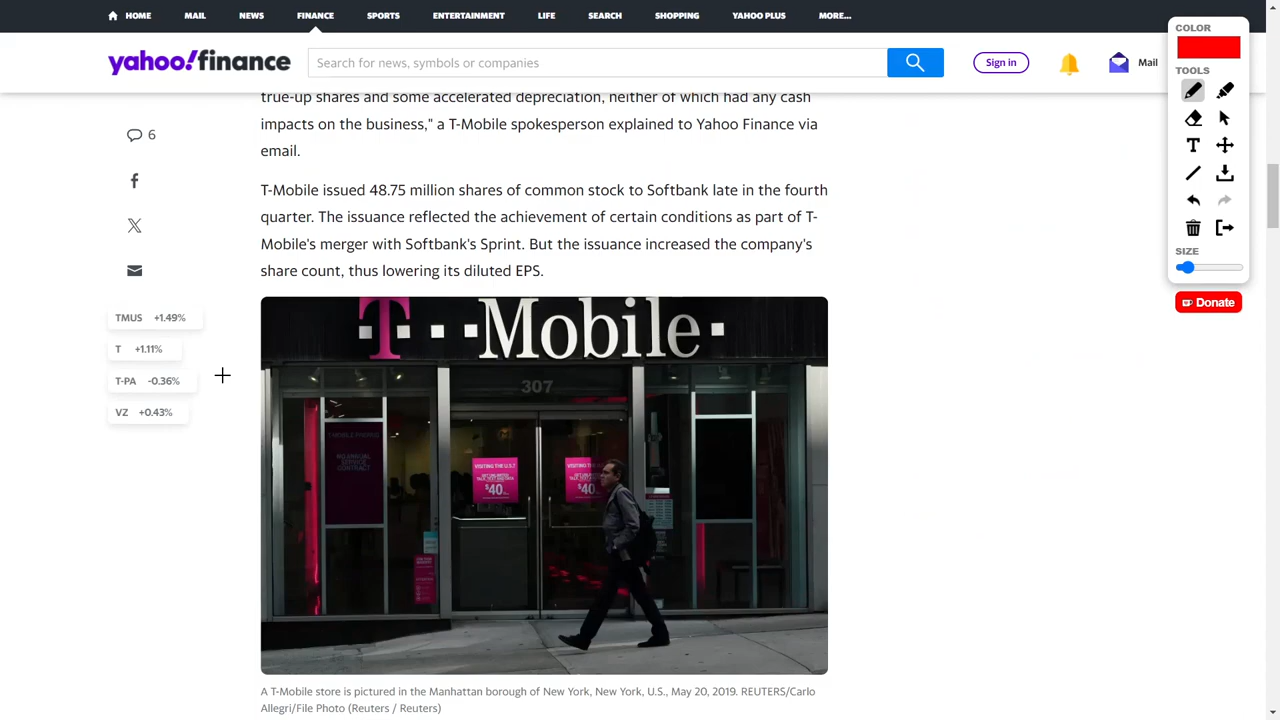 HOME MAIL NEWS FINANCE SPORTS ENTERTAINMENT LIFE SEARCH SHOPPING YAHOO PLUS MORE...
yahoo!finance
Search for news, symbols or companies
Sign in
Mail
COLOR
TOOLS
T
SIZE
Donate
true-up shares and some accelerated depreciation, neither of which had any cash
impacts on the business," a T-Mobile spokesperson explained to Yahoo Finance via
email.
6
T-Mobile issued 48.75 million shares of common stock to Softbank late in the fourth
quarter. The issuance reflected the achievement of certain conditions as part of T-
Mobile's merger with Softbank's Sprint. But the issuance increased the company's
share count, thus lowering its diluted EPS.
TMUS +1.49%
T +1.11%
T-PA -0.36%
VZ +0.43%
T Mobile
307
VISITING THE U.S.?
$40
$40
A T-Mobile store is pictured in the Manhattan borough of New York, New York, U.S., May 20, 2019. REUTERS/Carlo
Allegri/File Photo (Reuters / Reuters)